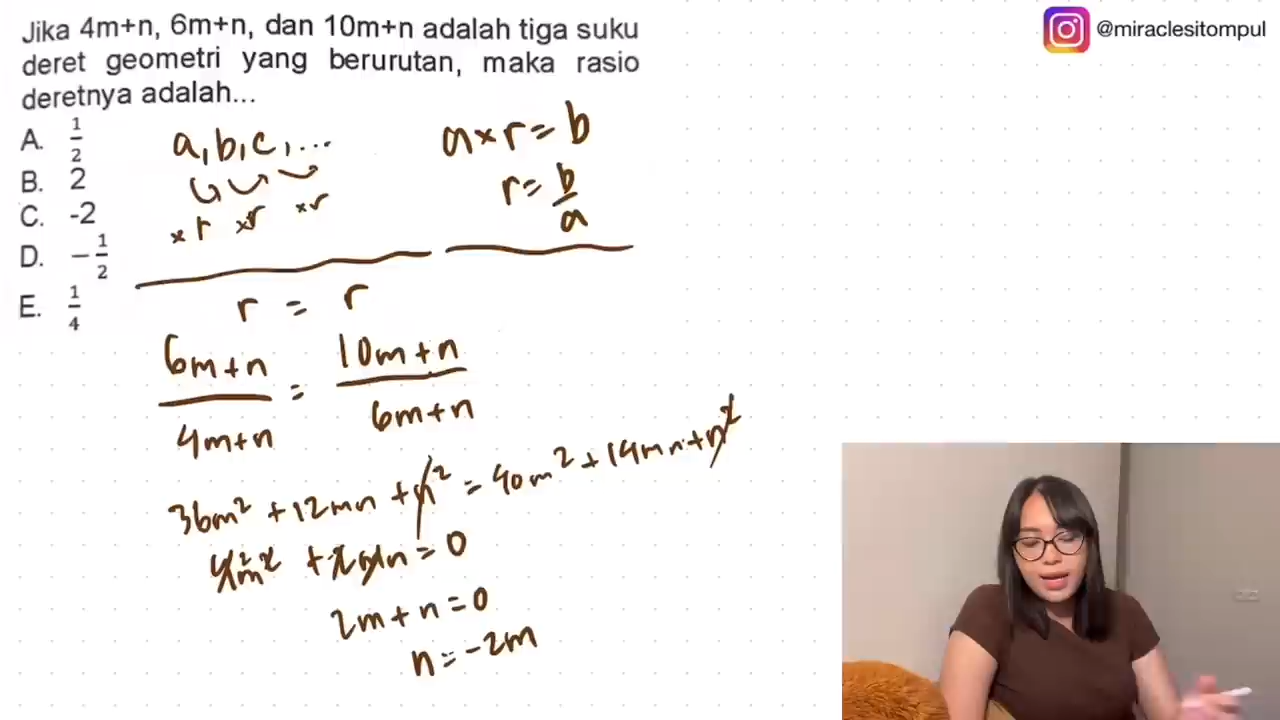 Jika 4m+n, 6m+n, dan 10m+n adalah tiga suku
deret geometri yang berurutan, maka rasio
deretnya adalah...
A. 1/2
B. 2
C. -2
D. -1/2
E. 1/4
@miraclesitompul
a, b, c, ...
×r ×r ×r
a×r=b
r=b/a
r = r
6m+n/4m+n = 10m+n/6m+n
36m²+12mn+n²=40m²+14mn+n²
4m²+2mn=0
2m+n=0
n=-2m